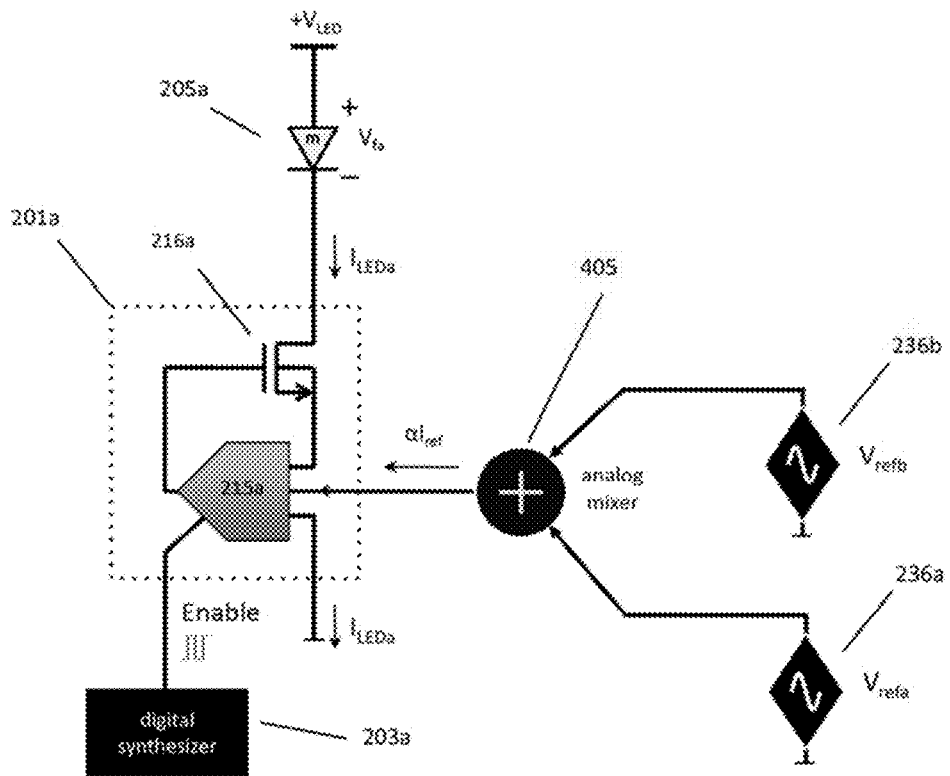 +V_LED
205a
+
m
V_fa
–
201a
216a
I_LEDa
405
236b
αI_ref
V_refb
analog
mixer
215a
236a
Enable
I_LEDa
V_refa
digital
synthesizer
203a